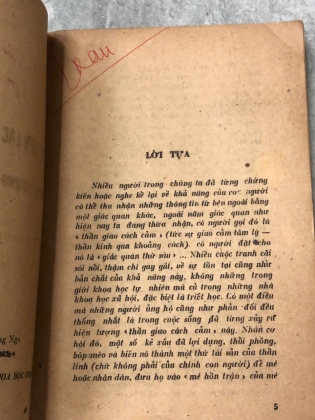 Trau
LỜI TỰA
Nhiều người trong chúng ta đã từng chứng
kiến hoặc nghe kể lại về khả năng của con người
có thể thu nhận những thông tin từ bên ngoài bằng
một giác quan khác, ngoài năm giác quan như
hiện nay ta đang thừa nhận, có người gọi đó là
« thần giao cách cảm » (tức sự giao cảm tâm lý —
thần kinh qua khoảng cách). có người đặt cho
nó là «giác quan thứ sáu» ... Nhiều cuộc tranh cãi
sôi nổi, thậm chí gay gắt, về sự tồn tại cũng như
bản chất của khả năng này, không những trong
giới khoa học tự nhiên mà cả trong những nhà
khoa học xã hội, đặc biệt là triết học. Có một điều
mà những người ủng hộ cũng như phản đối đều
thống nhất là trong cuộc sống đã từng xảy ra
hiện tượng «thần giao cách cảm» này. Nhân cơ
hội đó, một số kẻ xấu đã lợi dụng, thổi phồng,
bóp méo và biến nó thành một thứ tài sản của thần
linh (chứ không phải của chính con người) để mê
hoặc nhân dân, đưa họ vào «mê hồn trận» của mê
5